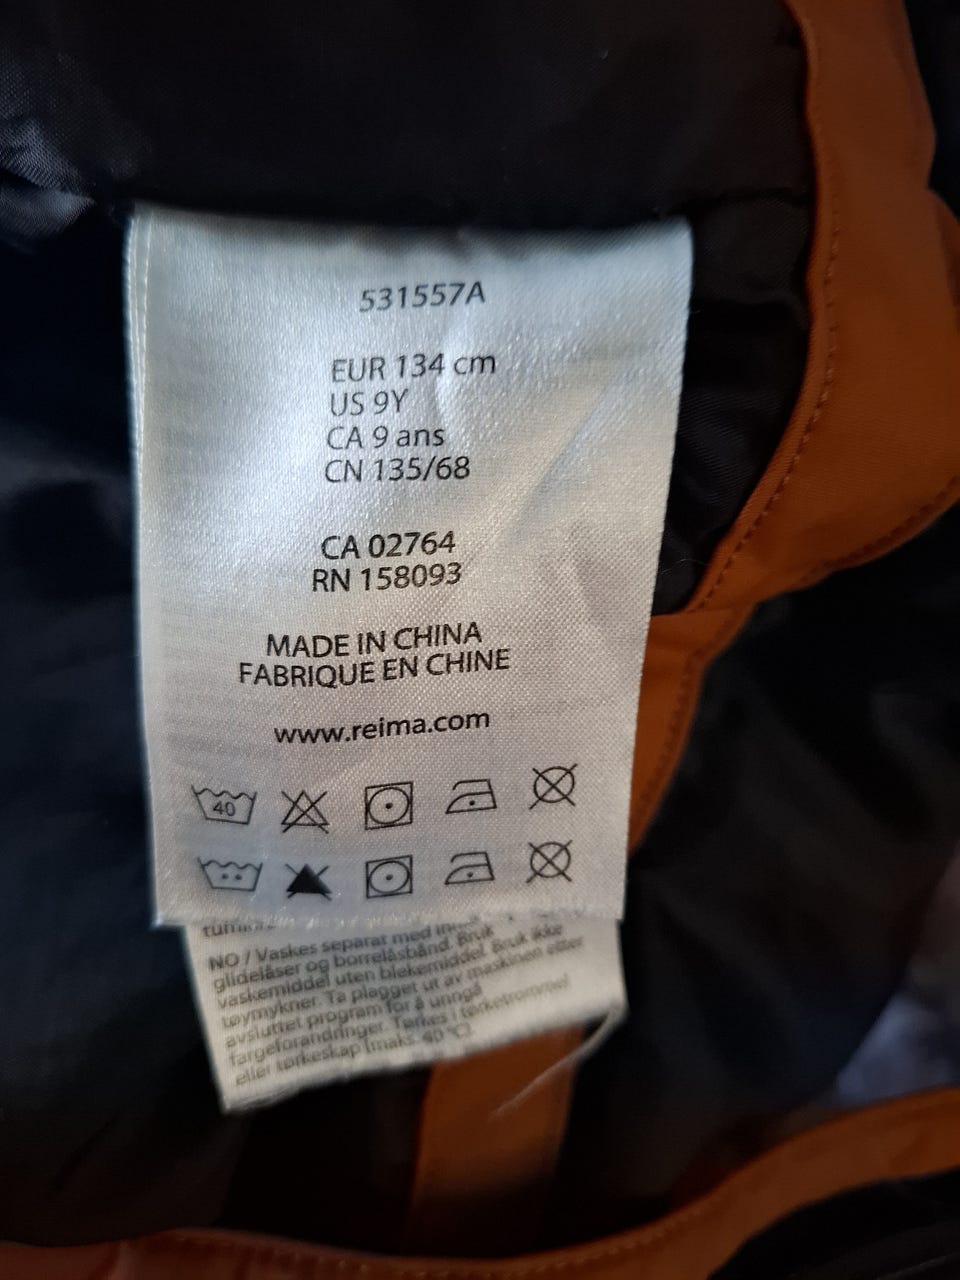 531557A
EUR 134 cm
US 9Y
CA 9 ans
CN 135/68
CA 02764
RN 158093
MADE IN CHINA
FABRIQUE EN CHINE
www.reima.com
40
NO / Vaskes separat med
glidelåser og borrelåsbånd. Bruk
vaskemiddel uten blekemiddel. Bruk ikke
tøymykner. Ta plagget ut av maskinen etter
avsluttet program for å unngå
fargeforandringer. Tørkes i tørketrommel
eller tørkeskap (maks. 60 °C).